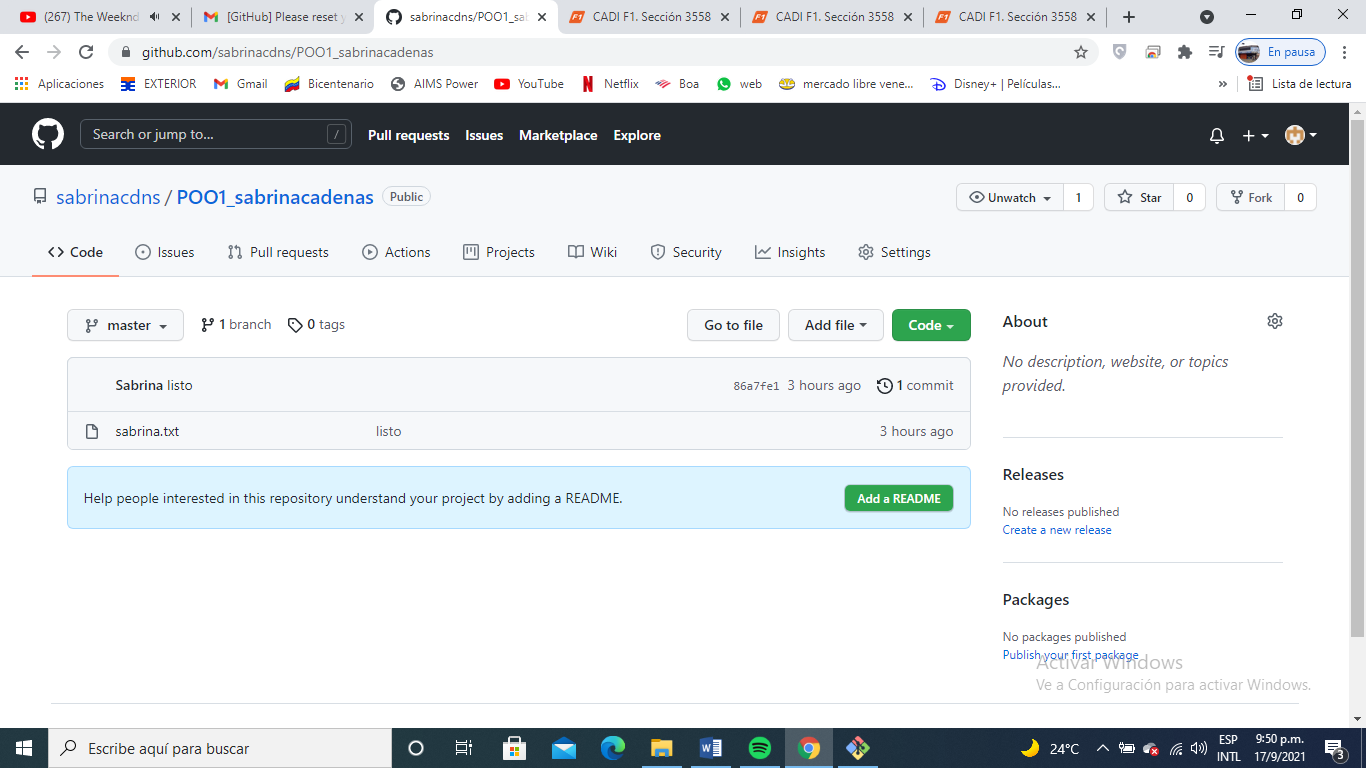 (267) The Weeknd
[GitHub] Please reset y
sabrinacdns/POO1_sab
CADI F1. Sección 3558
CADI F1. Sección 3558
CADI F1. Sección 3558
github.com/sabrinacdns/POO1_sabrinacadenas
En pausa
Aplicaciones
EXTERIOR
Gmail
Bicentenario
AIMS Power
YouTube
Netflix
Boa
web
mercado libre vene...
Disney+ | Películas...
»
Lista de lectura
Search or jump to...
/
Pull requests
Issues
Marketplace
Explore
sabrinacdns / POO1_sabrinacadenas
Public
Unwatch
1
Star
0
Fork
0
Code
Issues
Pull requests
Actions
Projects
Wiki
Security
Insights
Settings
master
1 branch
0 tags
Go to file
Add file
Code
Sabrina listo
86a7fe1 3 hours ago
1 commit
sabrina.txt
listo
3 hours ago
Help people interested in this repository understand your project by adding a README.
Add a README
About
No description, website, or topics
provided.
Releases
No releases published
Create a new release
Packages
No packages published
Publish your first package
Activar Windows
Ve a Configuración para activar Windows.
Escribe aquí para buscar
24°C
ESP
INTL
9:50 p.m.
17/9/2021
3